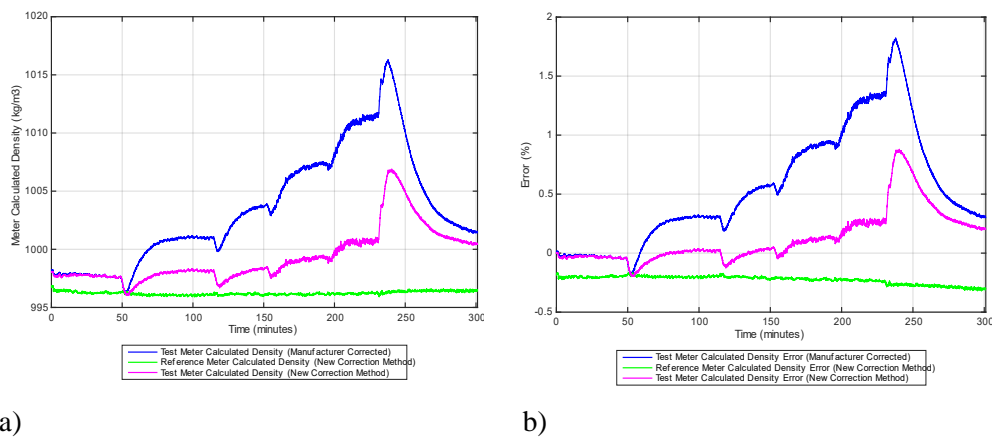 1020
1015
1010
1005
1000
995
0 50 100 150 200 250 300
Meter Calculated Density (kg/m3)
Time (minutes)
Test Meter Calculated Density (Manufacturer Corrected)
Reference Meter Calculated Density (New Correction Method)
Test Meter Calculated Density (New Correction Method)
a)
2
1.5
1
0.5
0
-0.5
0 50 100 150 200 250 300
Error (%)
Time (minutes)
Test Meter Calculated Density Error (Manufacturer Corrected)
Reference Meter Calculated Density Error (New Correction Method)
Test Meter Calculated Density Error (New Correction Method)
b)